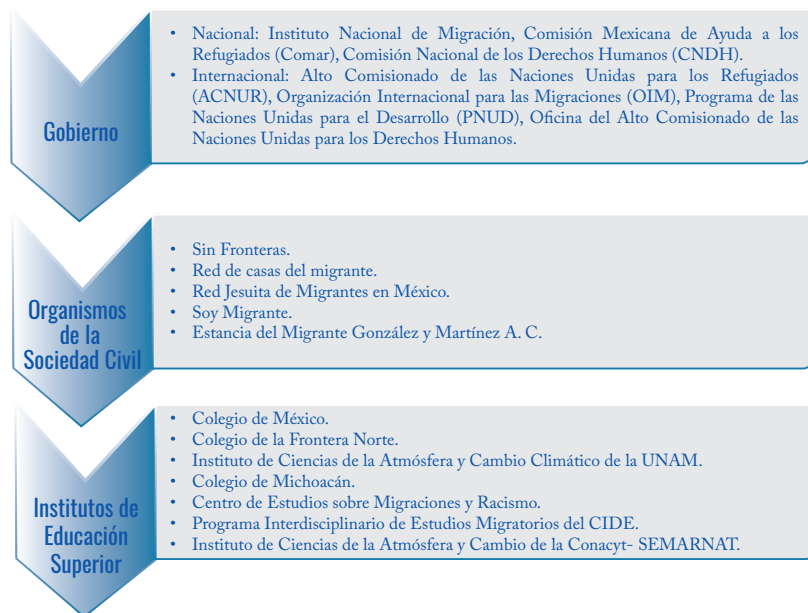 Gobierno
• Nacional: Instituto Nacional de Migración, Comisión Mexicana de Ayuda a los
Refugiados (Comar), Comisión Nacional de los Derechos Humanos (CNDH).
• Internacional: Alto Comisionado de las Naciones Unidas para los Refugiados
(ACNUR), Organización Internacional para las Migraciones (OIM), Programa de las
Naciones Unidas para el Desarrollo (PNUD), Oficina del Alto Comisionado de las
Naciones Unidas para los Derechos Humanos.
Organismos
de la
Sociedad Civil
• Sin Fronteras.
• Red de casas del migrante.
• Red Jesuita de Migrantes en México.
• Soy Migrante.
• Estancia del Migrante González y Martínez A. C.
Institutos de
Educación
Superior
• Colegio de México.
• Colegio de la Frontera Norte.
• Instituto de Ciencias de la Atmósfera y Cambio Climático de la UNAM.
• Colegio de Michoacán.
• Centro de Estudios sobre Migraciones y Racismo.
• Programa Interdisciplinario de Estudios Migratorios del CIDE.
• Instituto de Ciencias de la Atmósfera y Cambio de la Conacyt- SEMARNAT.